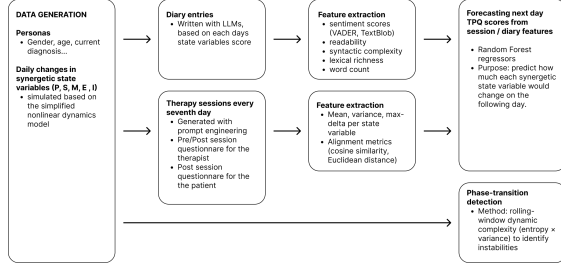 DATA GENERATION
Personas
• Gender, age, current
diagnosis...
Daily changes in
synergetic state
variables (P, S, M, E , I)
• simulated based on
the simplified
nonlinear dynamics
model
Diary entries
• Written with LLMs,
based on each days
state variables score
Therapy sessions every
seventh day
• Generated with
prompt engineering
• Pre/Post session
questionnare for the
therapist
• Post session
questionnare for the
the patient
Feature extraction
• sentiment scores
(VADER, TextBlob)
• readability
• syntactic complexity
• lexical richness
• word count
Feature extraction
• Mean, variance, max-
delta per state
variable
• Alignment metrics
(cosine similarity,
Euclidean distance)
Forecasting next day
TPQ scores from
session / diary features
• Random Forest
regressors
• Purpose: predict how
much each synergetic
state variable would
change on the
following day.
Phase-transition
detection
• Method: rolling-
window dynamic
complexity (entropy ×
variance) to identify
instabilities